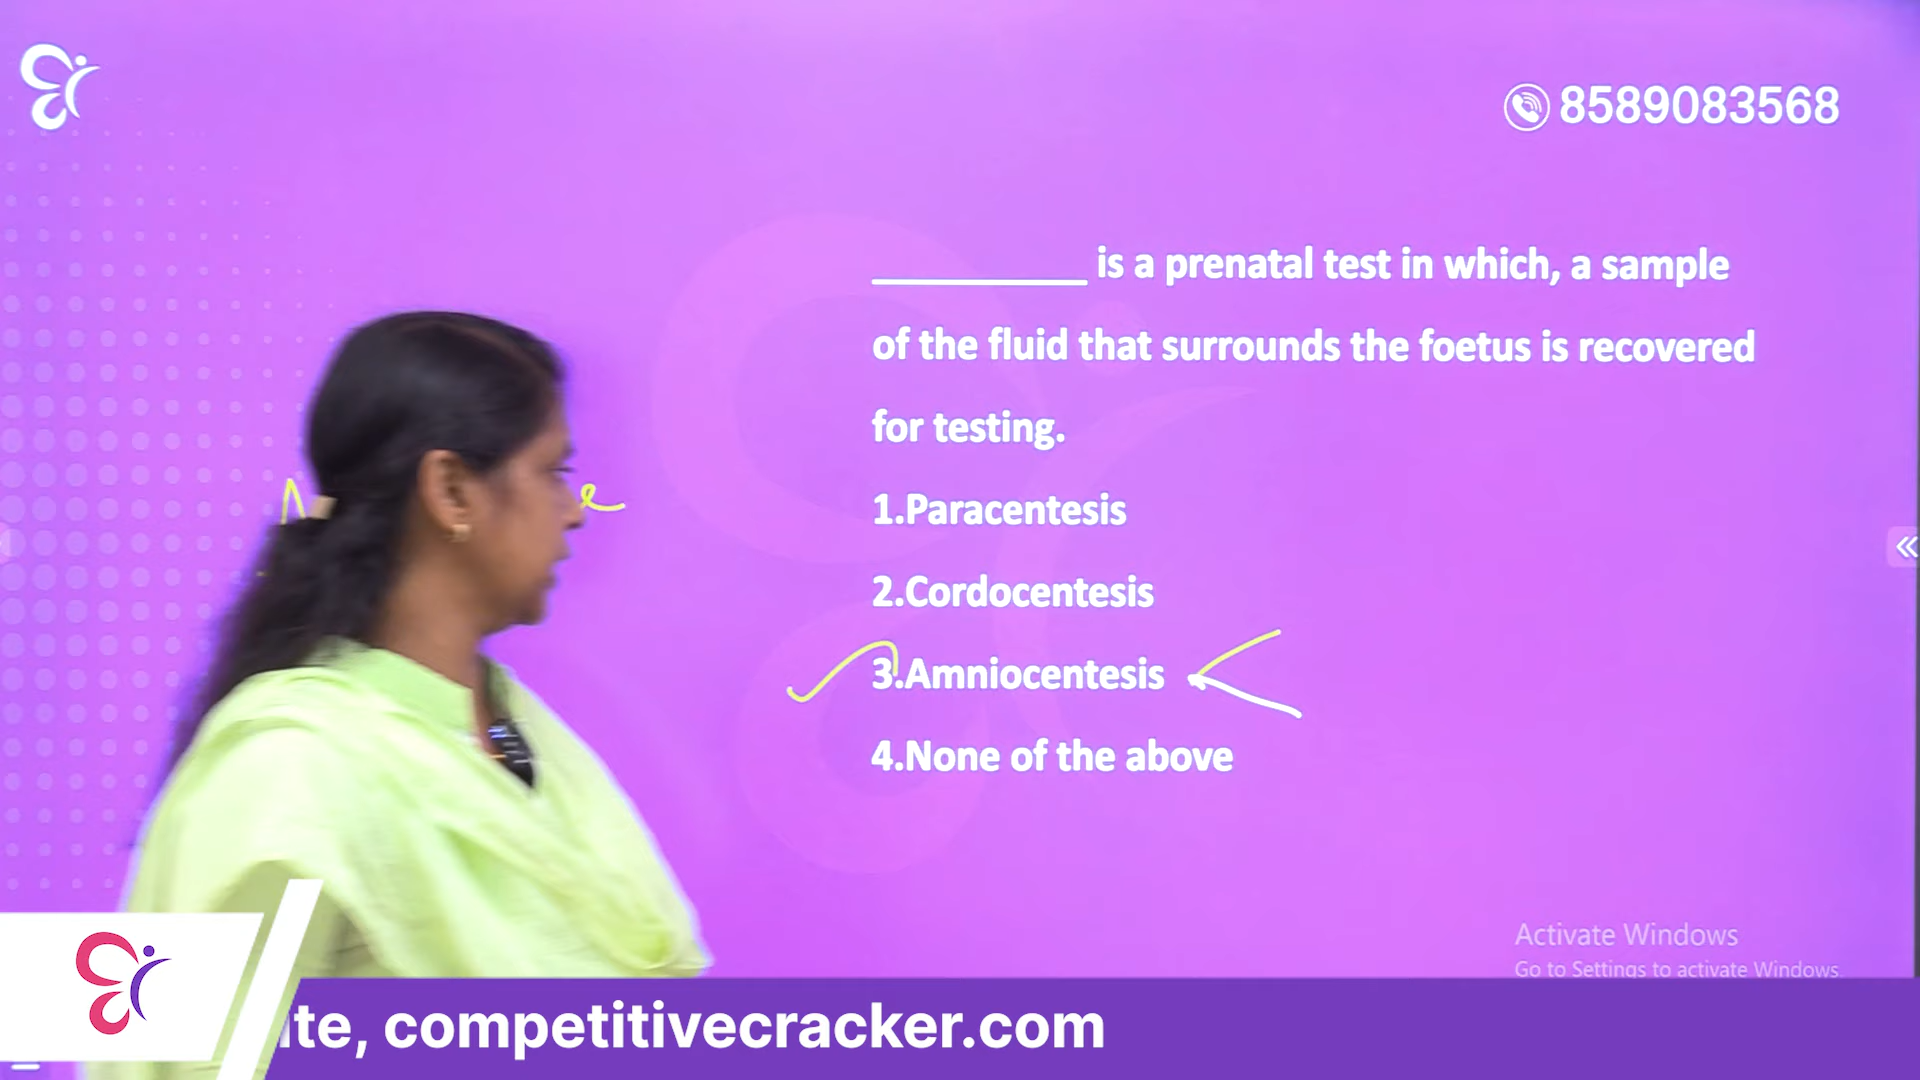 8589083568
________ is a prenatal test in which, a sample
of the fluid that surrounds the foetus is recovered
for testing.
1.Paracentesis
2.Cordocentesis
3.Amniocentesis
4.None of the above
Activate Windows
Go to Settings to activate Windows.
competitivecracker.com